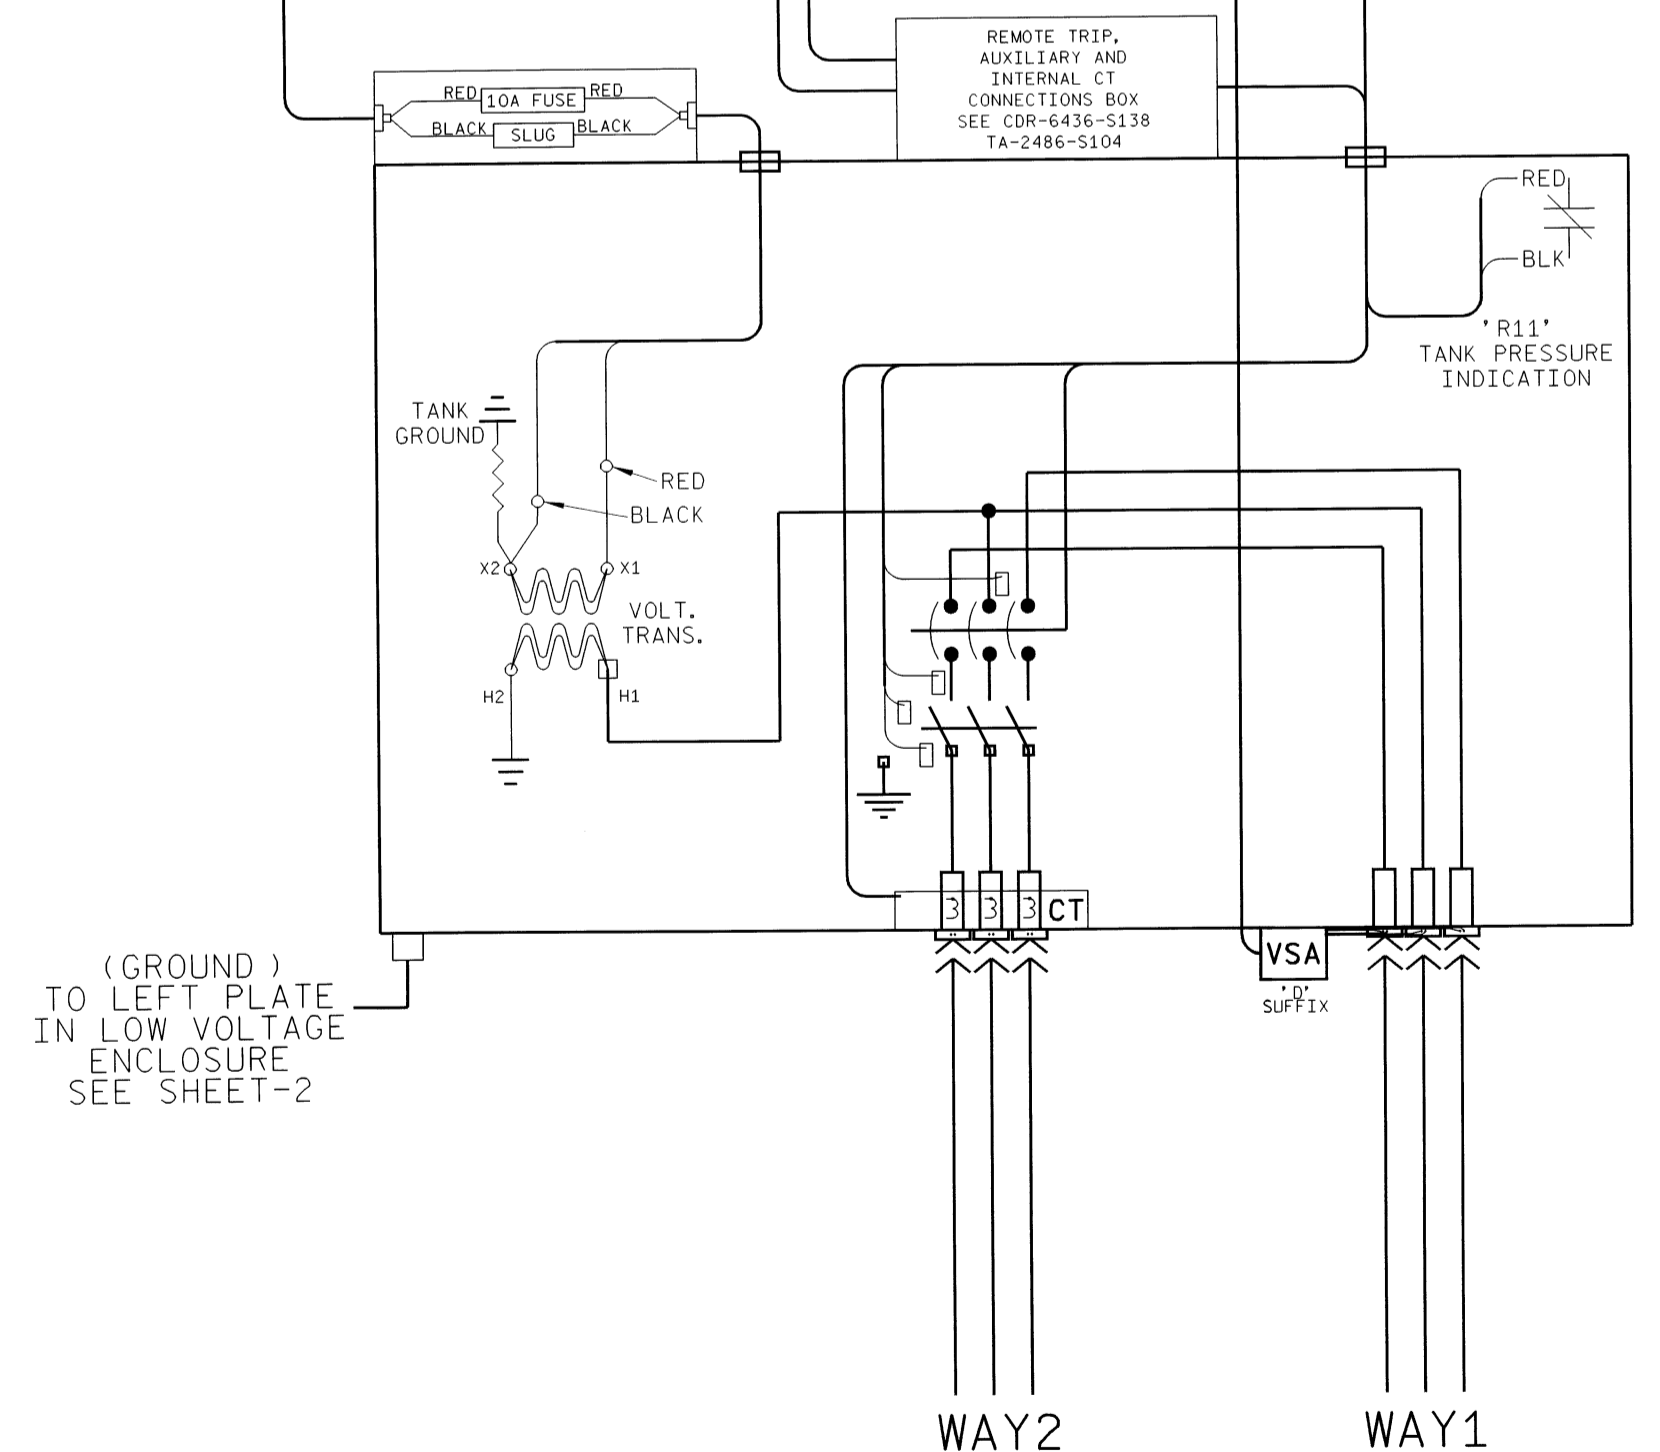 REMOTE TRIP,
AUXILIARY AND
INTERNAL CT
CONNECTIONS BOX
SEE CDR-6436-S138
TA-2486-S104
RED 10A FUSE RED
BLACK SLUG BLACK
RED
BLK
'R11'
TANK PRESSURE
INDICATION
TANK
GROUND
RED
BLACK
X2 X1
VOLT.
TRANS.
H2 H1
3 3 3 CT
VSA
'D'
SUFFIX
(GROUND )
TO LEFT PLATE
IN LOW VOLTAGE
ENCLOSURE
SEE SHEET-2
WAY2 WAY1